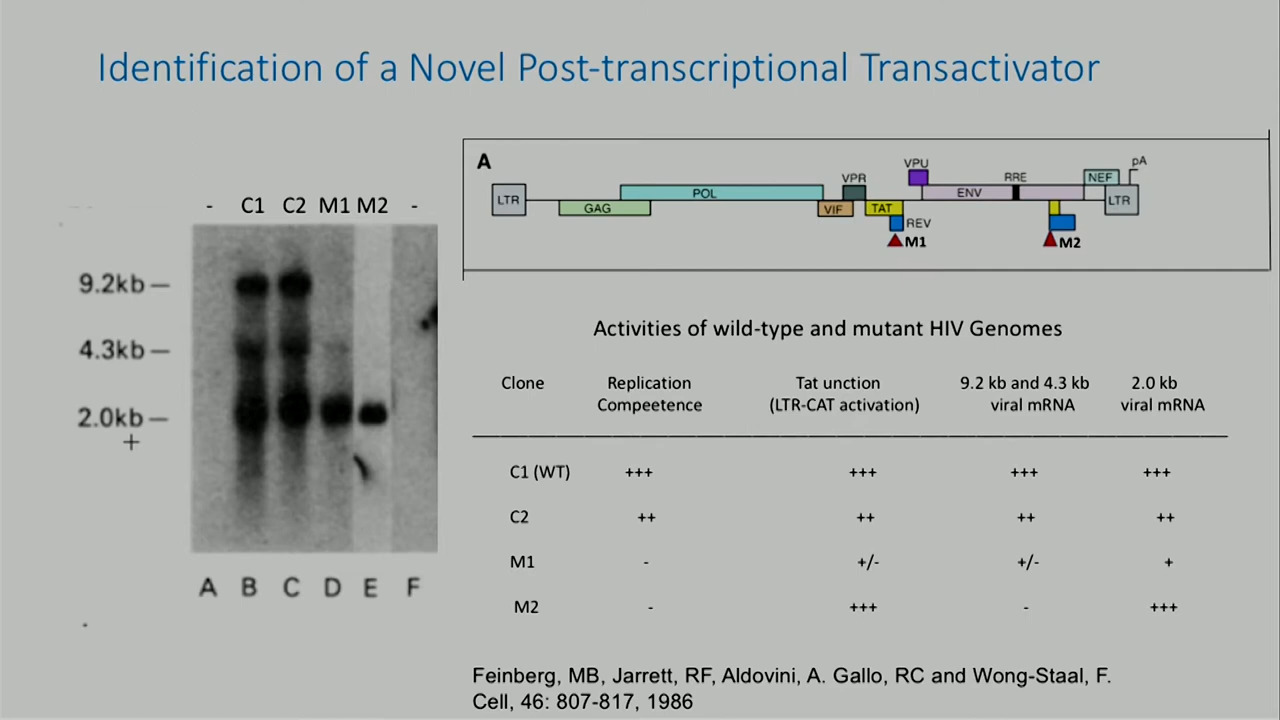 Identification of a Novel Post-transcriptional Transactivator
- C1 C2 M1 M2 -
9.2kb
4.3kb
2.0kb
+
A B C D E F
A
LTR GAG POL VIF VPR TAT REV VPU ENV RRE NEF LTR pA
M1 M2
Activities of wild-type and mutant HIV Genomes
Clone Replication Compeetence Tat unction (LTR-CAT activation) 9.2 kb and 4.3 kb viral mRNA 2.0 kb viral mRNA
C1 (WT) +++ +++ +++ +++
C2 ++ ++ ++ ++
M1 - +/- +/- +
M2 - +++ - +++
Feinberg, MB, Jarrett, RF, Aldovini, A. Gallo, RC and Wong-Staal, F.
Cell, 46: 807-817, 1986